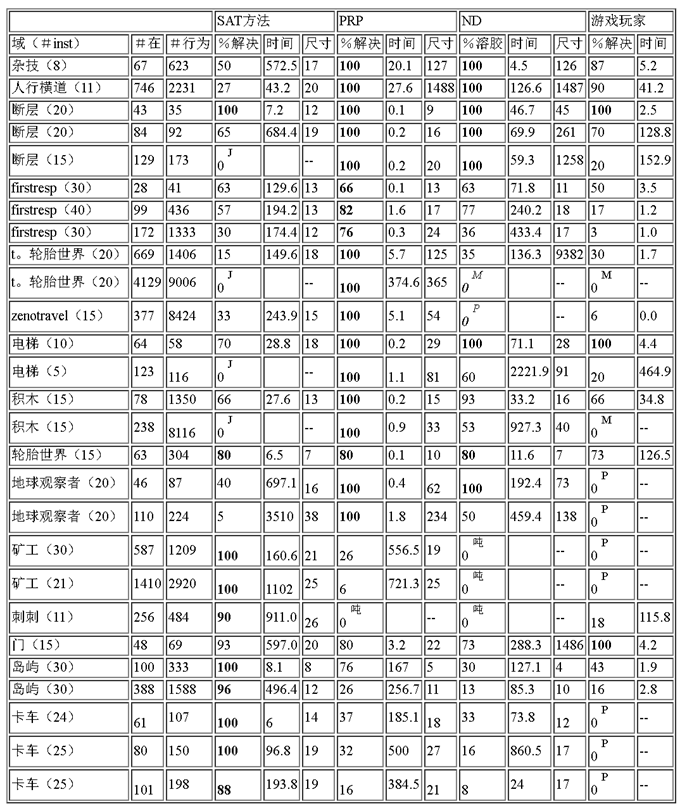 SAT方法 PRP ND 游戏玩家
域（＃inst) ＃在 ＃行为 ％解决 时间 尺寸 ％解决 时间 尺寸 ％溶胶 时间 尺寸 ％解决 时间
杂技（8） 67 623 50 572.5 17 100 20.1 127 100 4.5 126 87 5.2
人行横道（11） 746 2231 27 43.2 20 100 27.6 1488 100 126.6 1487 90 41.2
断层（20） 43 35 100 7.2 12 100 0.1 9 100 46.7 45 100 2.5
断层（20） 84 92 65 684.4 19 100 0.2 16 100 69.9 261 70 128.8
断层（15） 129 173 0 J -- 100 0.2 20 100 59.3 1258 20 152.9
firstresp（30） 28 41 63 129.6 13 66 0.1 13 63 71.8 11 50 3.5
firstresp（40） 99 436 57 194.2 13 82 1.6 17 77 240.2 18 17 1.2
firstresp（30） 172 1333 30 174.4 12 76 0.3 24 36 433.4 17 3 1.0
t。轮胎世界（20） 669 1406 15 149.6 18 100 5.7 125 35 136.3 9382 30 1.7
t。轮胎世界（20） 4129 9006 0 J -- 100 374.6 365 0 M -- 0 M --
zenotravel（15） 377 8424 33 243.9 15 100 5.1 54 0 P -- 6 0.0
电梯（10） 64 58 70 28.8 18 100 0.2 29 100 71.1 28 100 4.4
电梯（5） 123 116 0 J -- 100 1.1 81 60 2221.9 91 20 464.9
积木（15） 78 1350 66 27.6 13 100 0.2 15 93 33.2 16 66 34.8
积木（15） 238 8116 0 J -- 100 0.9 33 53 927.3 40 0 M --
轮胎世界（15） 63 304 80 6.5 7 80 0.1 10 80 11.6 7 73 126.5
地球观察者（20） 46 87 40 697.1 16 100 0.4 62 100 192.4 73 0 P --
地球观察者（20） 110 224 5 3510 38 100 1.8 234 50 459.4 138 0 P --
矿工（30） 587 1209 100 160.6 21 26 556.5 19 0 吨 -- 0 P --
矿工（21） 1410 2920 100 1102 25 6 721.3 25 0 吨 -- 0 P --
刺刺（11） 256 484 90 911.0 26 0 吨 -- 0 吨 -- 18 115.8
门（15） 48 69 93 597.0 20 80 3.2 22 73 288.3 1486 100 4.2
岛屿（30） 100 333 100 8.1 8 76 167 5 30 127.1 4 43 1.9
岛屿（30） 388 1588 96 496.4 12 26 256.7 11 13 85.3 10 16 2.8
卡车（24） 61 107 100 6 14 37 185.1 18 33 73.8 12 0 P --
卡车（25） 80 150 100 96.8 19 32 500 27 16 860.5 17 0 P --
卡车（25） 101 198 88 193.8 19 16 384.5 21 8 24 17 0 P --